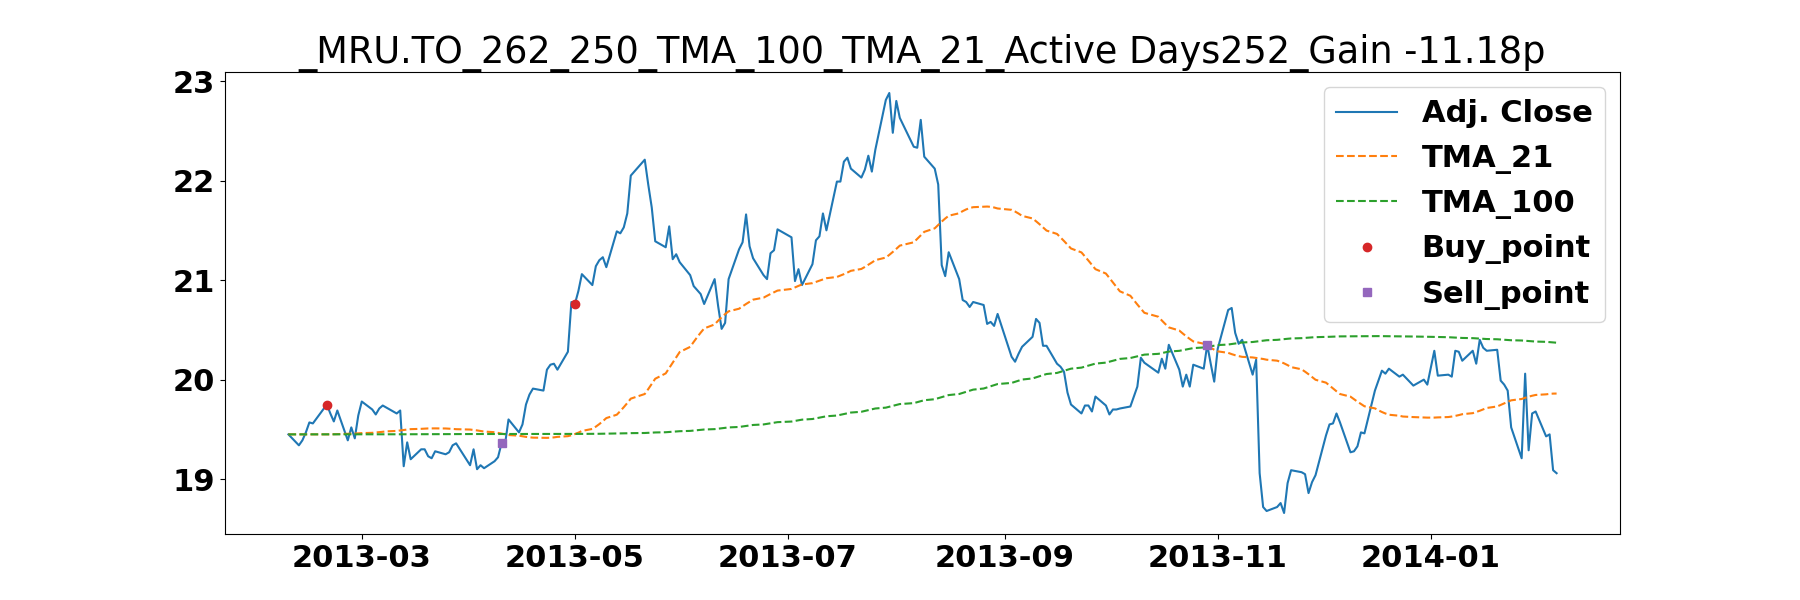 _MRU.TO_262_250_TMA_100_TMA_21_Active Days252_Gain -11.18p
23
22
21
20
19
Adj. Close
TMA_21
TMA_100
Buy_point
Sell_point
2013-03 2013-05 2013-07 2013-09 2013-11 2014-01